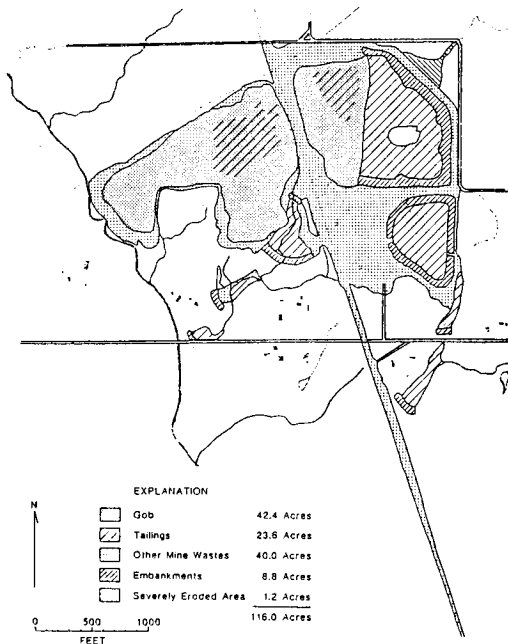 EXPLANATION
N
Gob 42.4 Acres
Tailings 23.6 Acres
Other Mine Wastes 40.0 Acres
Embankments 8.8 Acres
Severely Eroded Area 1.2 Acres
116.0 Acres
0 500 1000
FEET